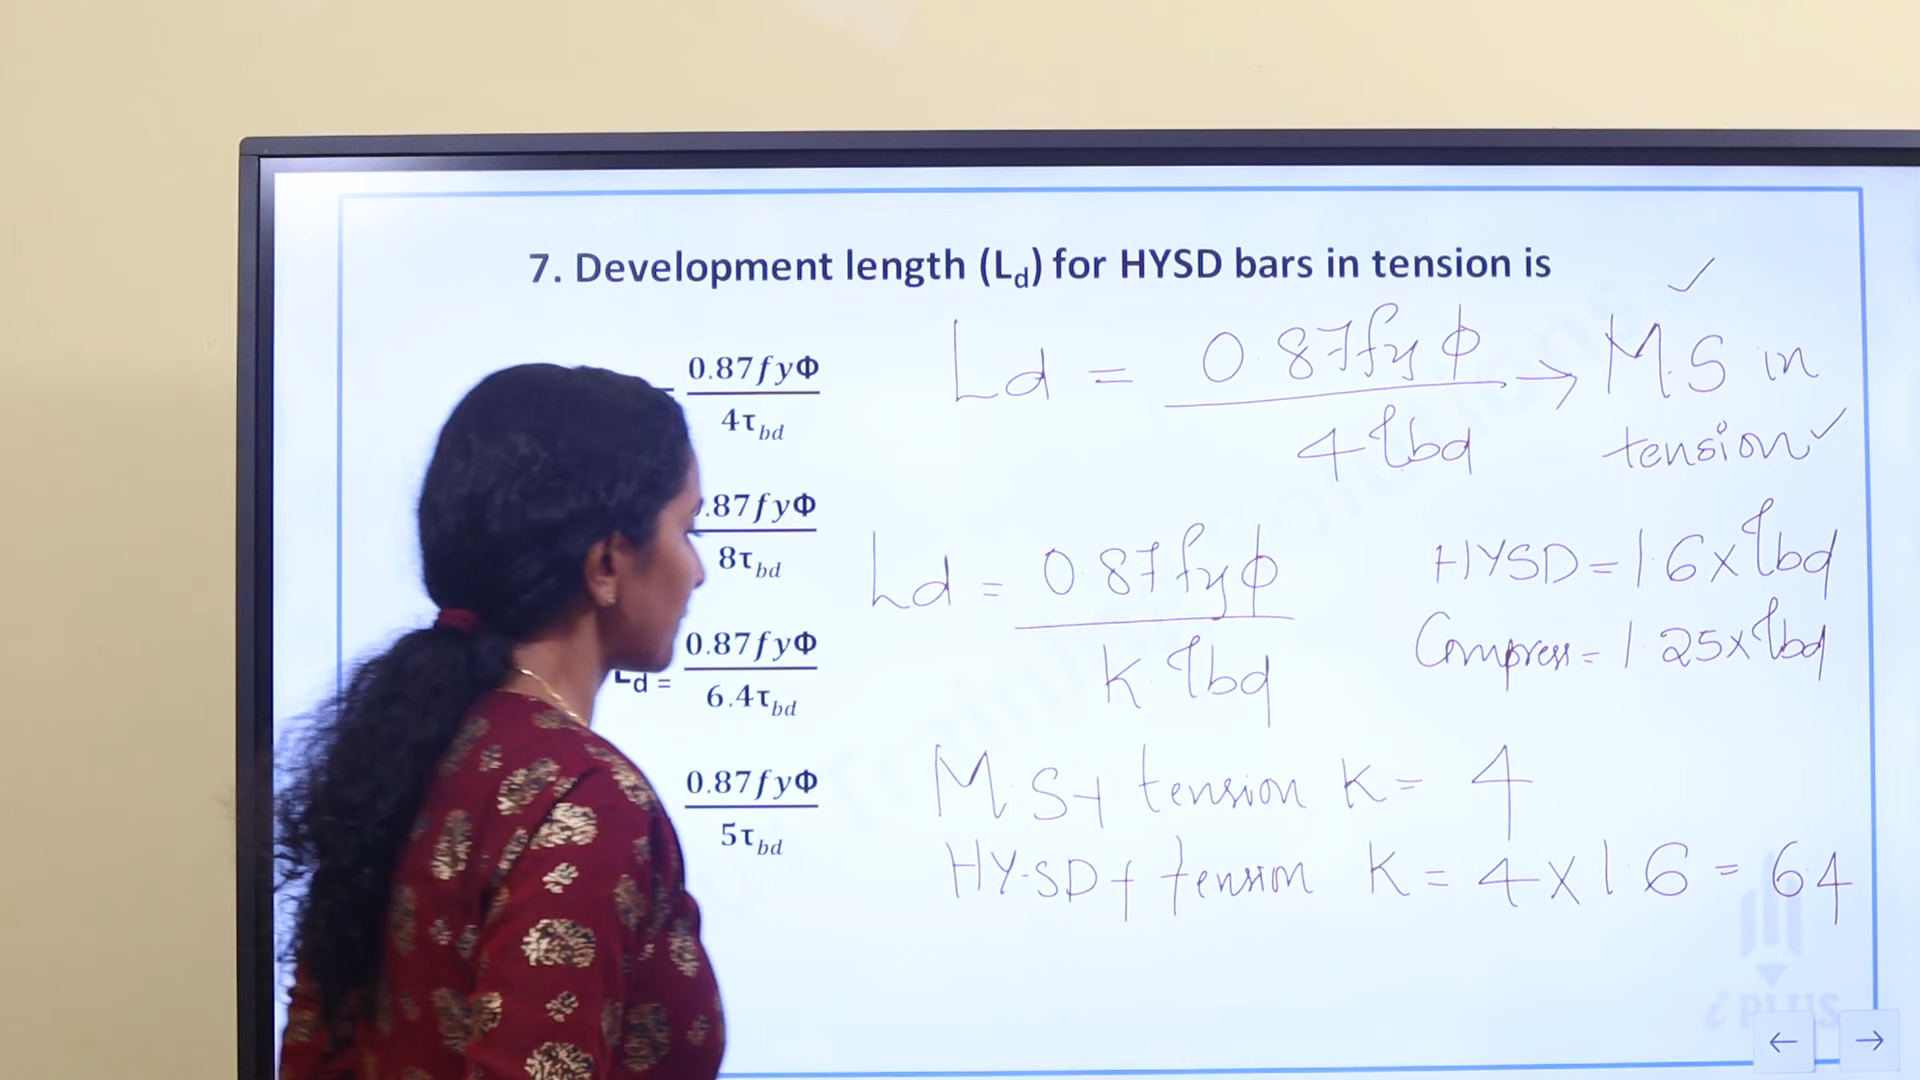 7. Development length (Ld) for HYSD bars in tension is
= 0.87fyΦ / 4τbd
.87fyΦ / 8τbd
Ld = 0.87fyΦ / 6.4τbd
0.87fyΦ / 5τbd
Ld = 0.87fyϕ / 4τbd → M.S in
tension
Ld = 0.87fyϕ / k.τbd
HYSD = 1.6×τbd
Compress = 1.25×τbd
M.S + tension K = 4
HYSD + tension K = 4 × 1.6 = 6.4
iPLUS
← →